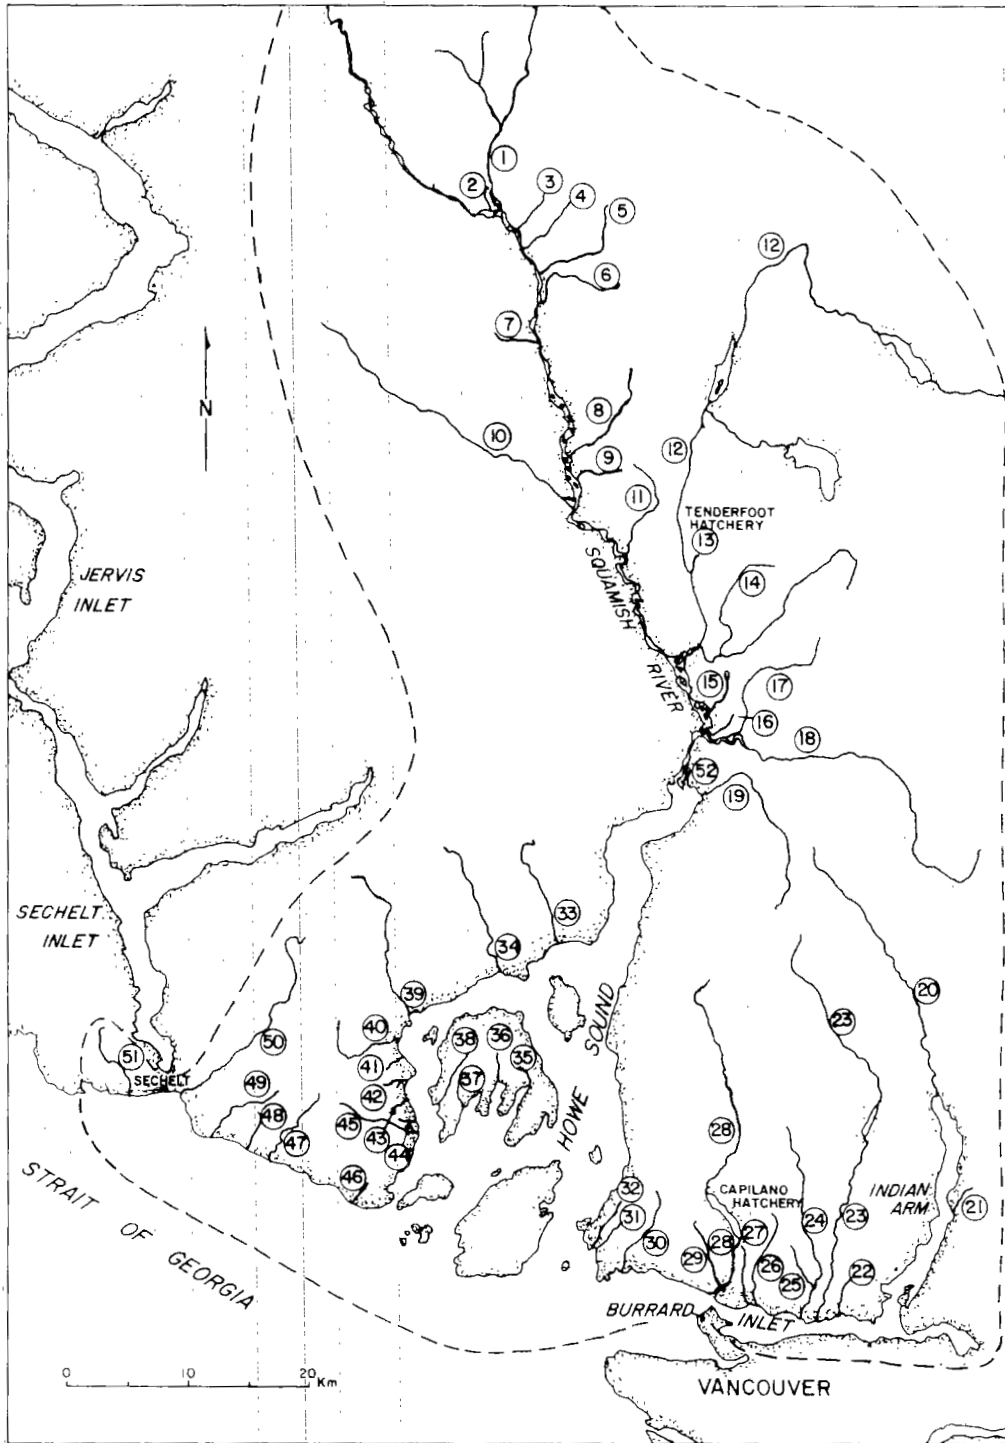 1
2
3
4
5
6
7
8
9
10
11
12
12
TENDERFOOT
HATCHERY
13
14
N
JERVIS
INLET
SQUAMISH
RIVER
15
16
17
18
52
19
SECHELT
INLET
33
34
39
20
40
41
42
38
36
35
37
HOWE
SOUND
23
50
51
SECHELT
49
48
47
45
43
44
46
28
32
31
30
CAPILANO
HATCHERY
29
28
27
26
25
24
23
22
INDIAN
ARM
21
STRAIT OF GEORGIA
BURRARD INLET
VANCOUVER
0 10 20 Km